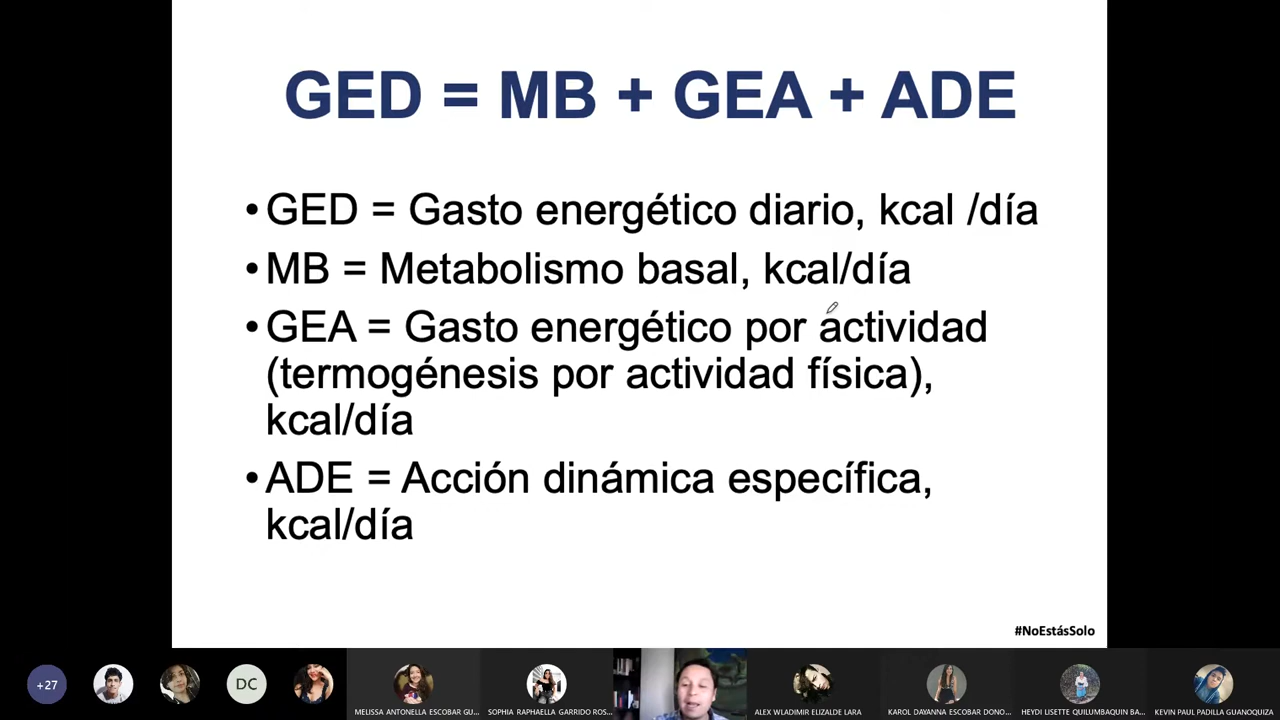 GED = MB + GEA + ADE
•GED = Gasto energético diario, kcal /día
•MB = Metabolismo basal, kcal/día
•GEA = Gasto energético por actividad
(termogénesis por actividad física),
kcal/día
•ADE = Acción dinámica específica,
kcal/día
#NoEstásSolo
+27
DC
MELISSA ANTONELLA ESCOBAR GU...
SOPHIA RAPHAELLA GARRIDO ROS...
ALEX WLADIMIR ELIZALDE LARA
KAROL DAYANNA ESCOBAR DONO...
HEYDI LISETTE QUILUMBAQUIN BA...
KEVIN PAUL PADILLA GUANOQUIZA